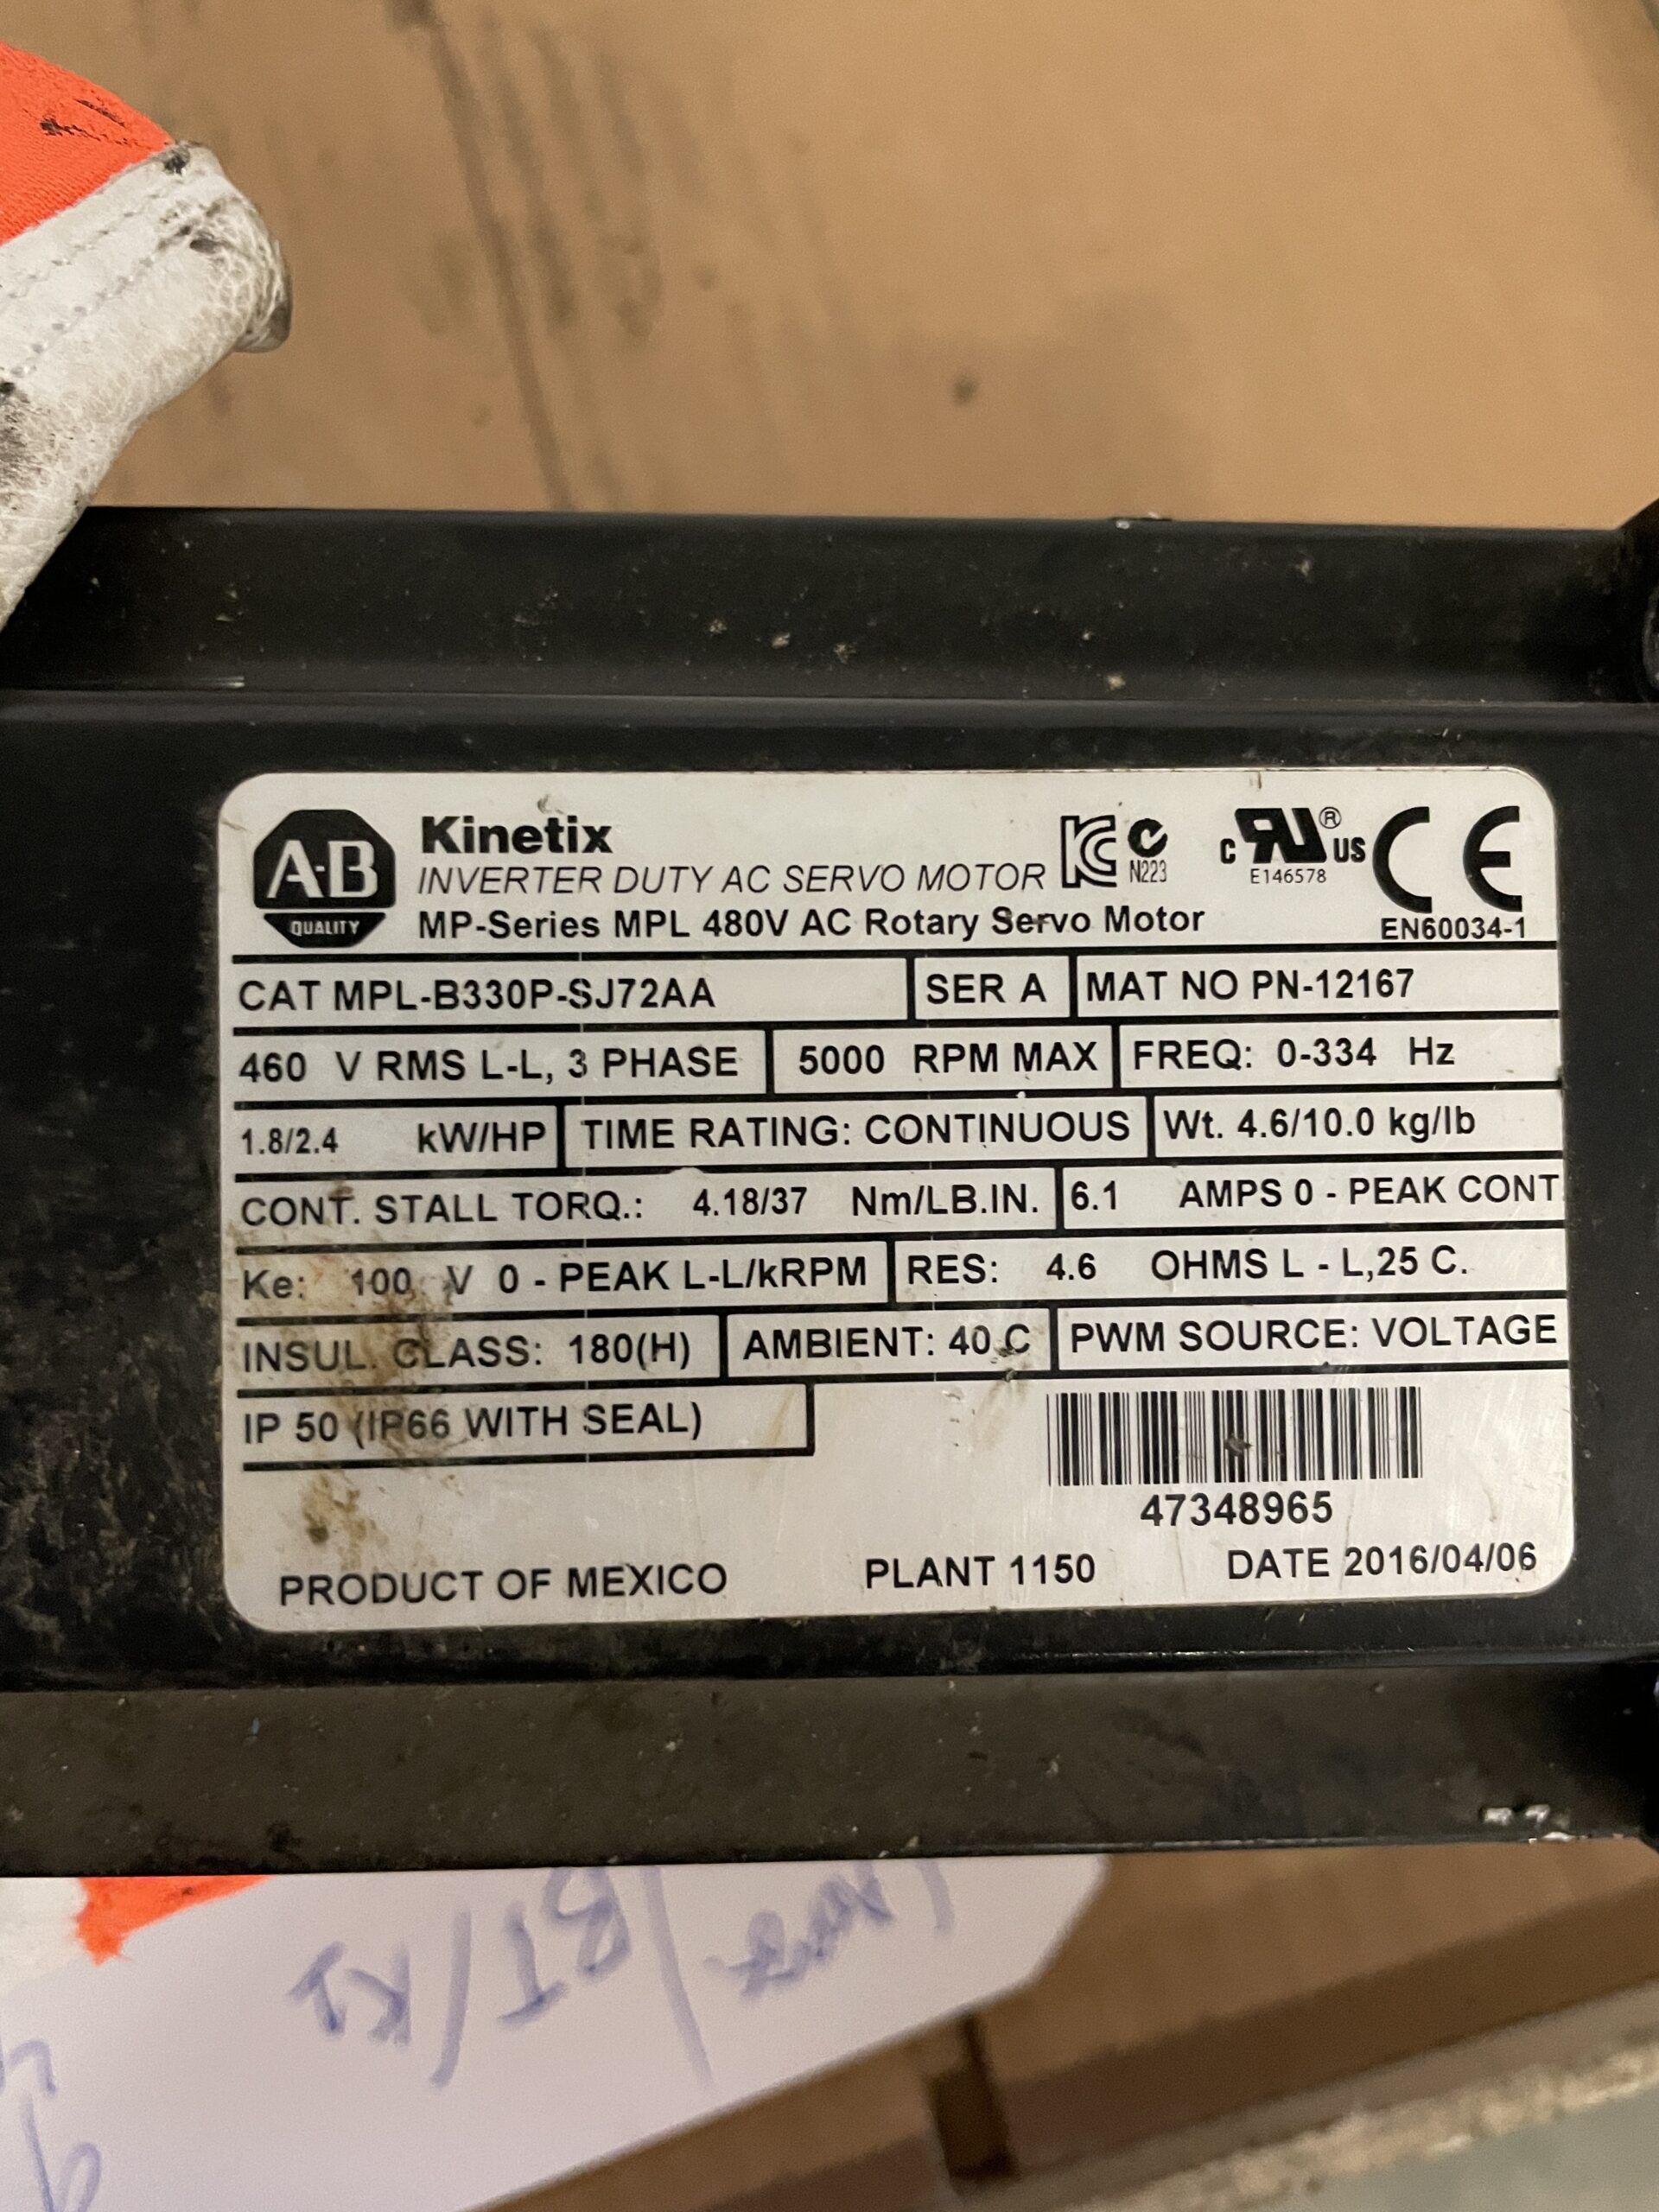 A-B
QUALITY
Kinetix
INVERTER DUTY AC SERVO MOTOR
MP-Series MPL 480V AC Rotary Servo Motor
N223
c RU ® US
E146578
CE
EN60034-1
CAT MPL-B330P-SJ72AA SER A MAT NO PN-12167
460 V RMS L-L, 3 PHASE 5000 RPM MAX FREQ: 0-334 Hz
1.8/2.4 kW/HP TIME RATING: CONTINUOUS Wt. 4.6/10.0 kg/lb
CONT. STALL TORQ.: 4.18/37 Nm/LB.IN. 6.1 AMPS 0 - PEAK CONT
Ke: 100 V 0 - PEAK L-L/kRPM RES: 4.6 OHMS L - L,25 C.
INSUL. CLASS: 180(H) AMBIENT: 40 C PWM SOURCE: VOLTAGE
IP 50 (IP66 WITH SEAL)
47348965
PRODUCT OF MEXICO PLANT 1150 DATE 2016/04/06